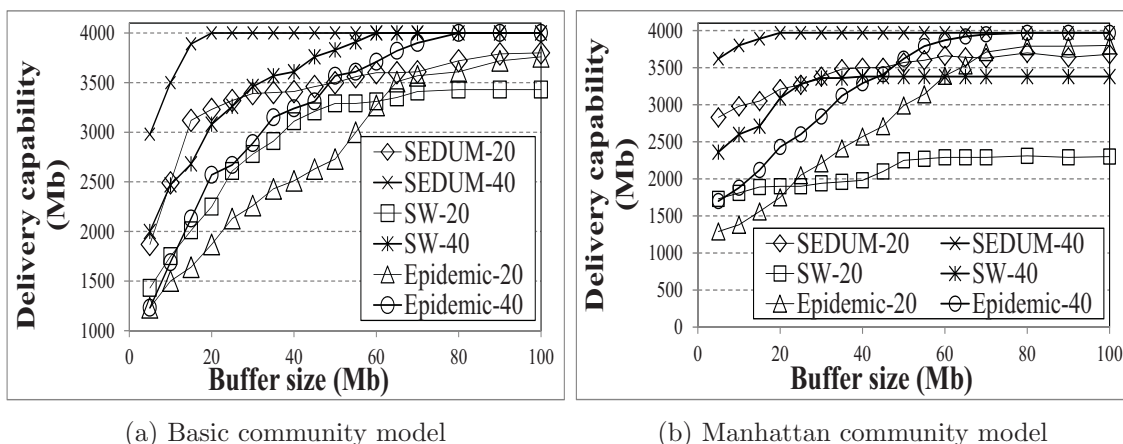 4000
3500
3000
2500
2000
1500
1000
Delivery capability
(Mb)
SEDUM-20
SEDUM-40
SW-20
SW-40
Epidemic-20
Epidemic-40
0 20 40 60 80 100
Buffer size (Mb)
(a) Basic community model
4000
3500
3000
2500
2000
1500
1000
500
0
Delivery capability
(Mb)
SEDUM-20 SEDUM-40
SW-20 SW-40
Epidemic-20 Epidemic-40
0 20 40 60 80 100
Buffer size (Mb)
(b) Manhattan community model